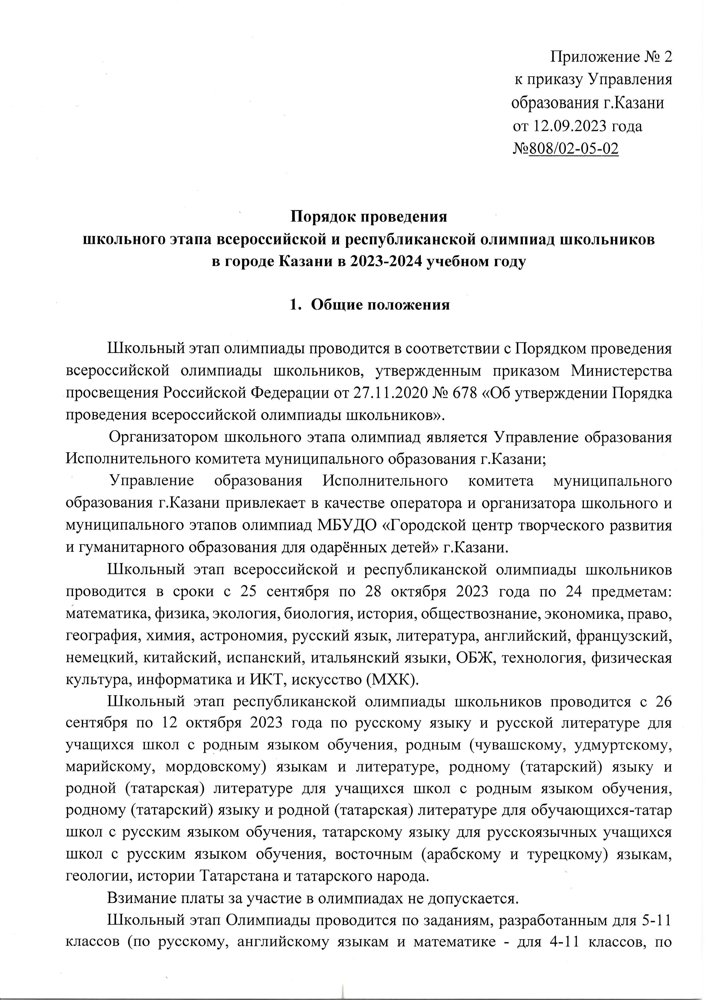 Приложение № 2
к приказу Управления
образования г.Казани
от 12.09.2023 года
№808/02-05-02
Порядок проведения
школьного этапа всероссийской и республиканской олимпиад школьников
в городе Казани в 2023-2024 учебном году
1. Общие положения
Школьный этап олимпиады проводится в соответствии с Порядком проведения
всероссийской олимпиады школьников, утвержденным приказом Министерства
просвещения Российской Федерации от 27.11.2020 № 678 «Об утверждении Порядка
проведения всероссийской олимпиады школьников».
Организатором школьного этапа олимпиад является Управление образования
Исполнительного комитета муниципального образования г.Казани;
Управление образования Исполнительного комитета муниципального
образования г.Казани привлекает в качестве оператора и организатора школьного и
муниципального этапов олимпиад МБУДО «Городской центр творческого развития
и гуманитарного образования для одарённых детей» г.Казани.
Школьный этап всероссийской и республиканской олимпиады школьников
проводится в сроки с 25 сентября по 28 октября 2023 года по 24 предметам:
математика, физика, экология, биология, история, обществознание, экономика, право,
география, химия, астрономия, русский язык, литература, английский, французский,
немецкий, китайский, испанский, итальянский языки, ОБЖ, технология, физическая
культура, информатика и ИКТ, искусство (МХК).
Школьный этап республиканской олимпиады школьников проводится с 26
сентября по 12 октября 2023 года по русскому языку и русской литературе для
учащихся школ с родным языком обучения, родным (чувашскому, удмуртскому,
марийскому, мордовскому) языкам и литературе, родному (татарский) языку и
родной (татарская) литературе для учащихся школ с родным языком обучения,
родному (татарский) языку и родной (татарская) литературе для обучающихся-татар
школ с русским языком обучения, татарскому языку для русскоязычных учащихся
школ с русским языком обучения, восточным (арабскому и турецкому) языкам,
геологии, истории Татарстана и татарского народа.
Взимание платы за участие в олимпиадах не допускается.
Школьный этап Олимпиады проводится по заданиям, разработанным для 5-11
классов (по русскому, английскому языкам и математике - для 4-11 классов, по